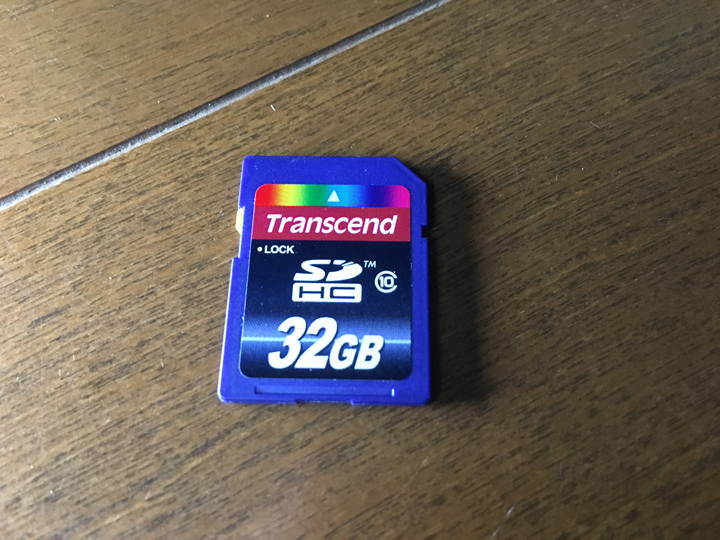 Transcend
• LOCK
SD TM
HC
10
32GB